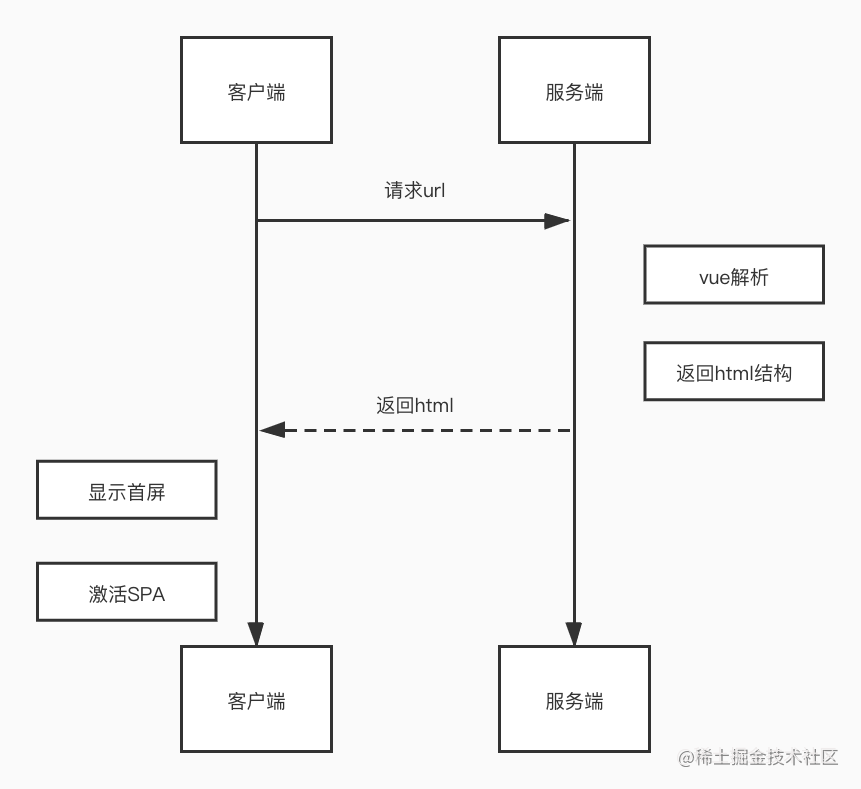 客户端
服务端
请求url
vue解析
返回html结构
返回html
显示首屏
激活SPA
客户端
服务端
@稀土掘金技术社区